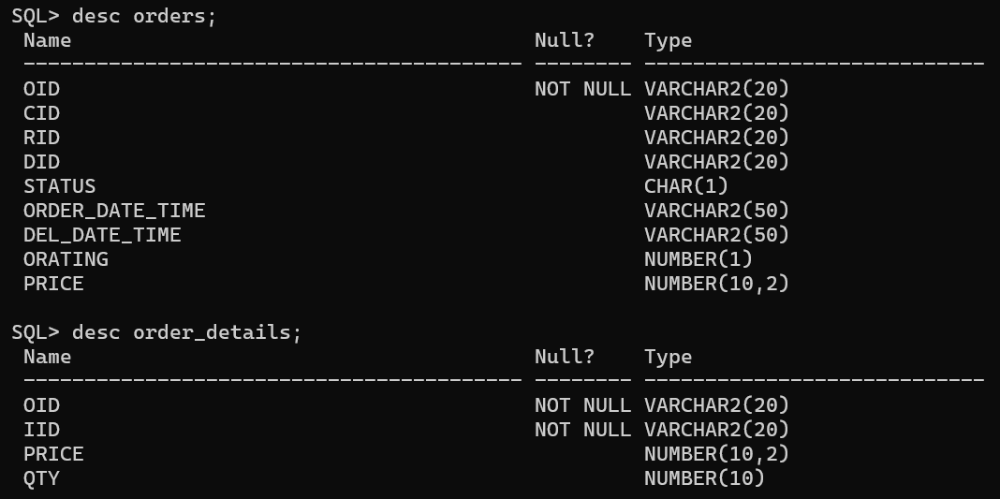 SQL> desc orders;
Name Null? Type
----------------------------------------- -------- ----------------------------
OID NOT NULL VARCHAR2(20)
CID VARCHAR2(20)
RID VARCHAR2(20)
DID VARCHAR2(20)
STATUS CHAR(1)
ORDER_DATE_TIME VARCHAR2(50)
DEL_DATE_TIME VARCHAR2(50)
ORATING NUMBER(1)
PRICE NUMBER(10,2)
SQL> desc order_details;
Name Null? Type
----------------------------------------- -------- ----------------------------
OID NOT NULL VARCHAR2(20)
IID NOT NULL VARCHAR2(20)
PRICE NUMBER(10,2)
QTY NUMBER(10)